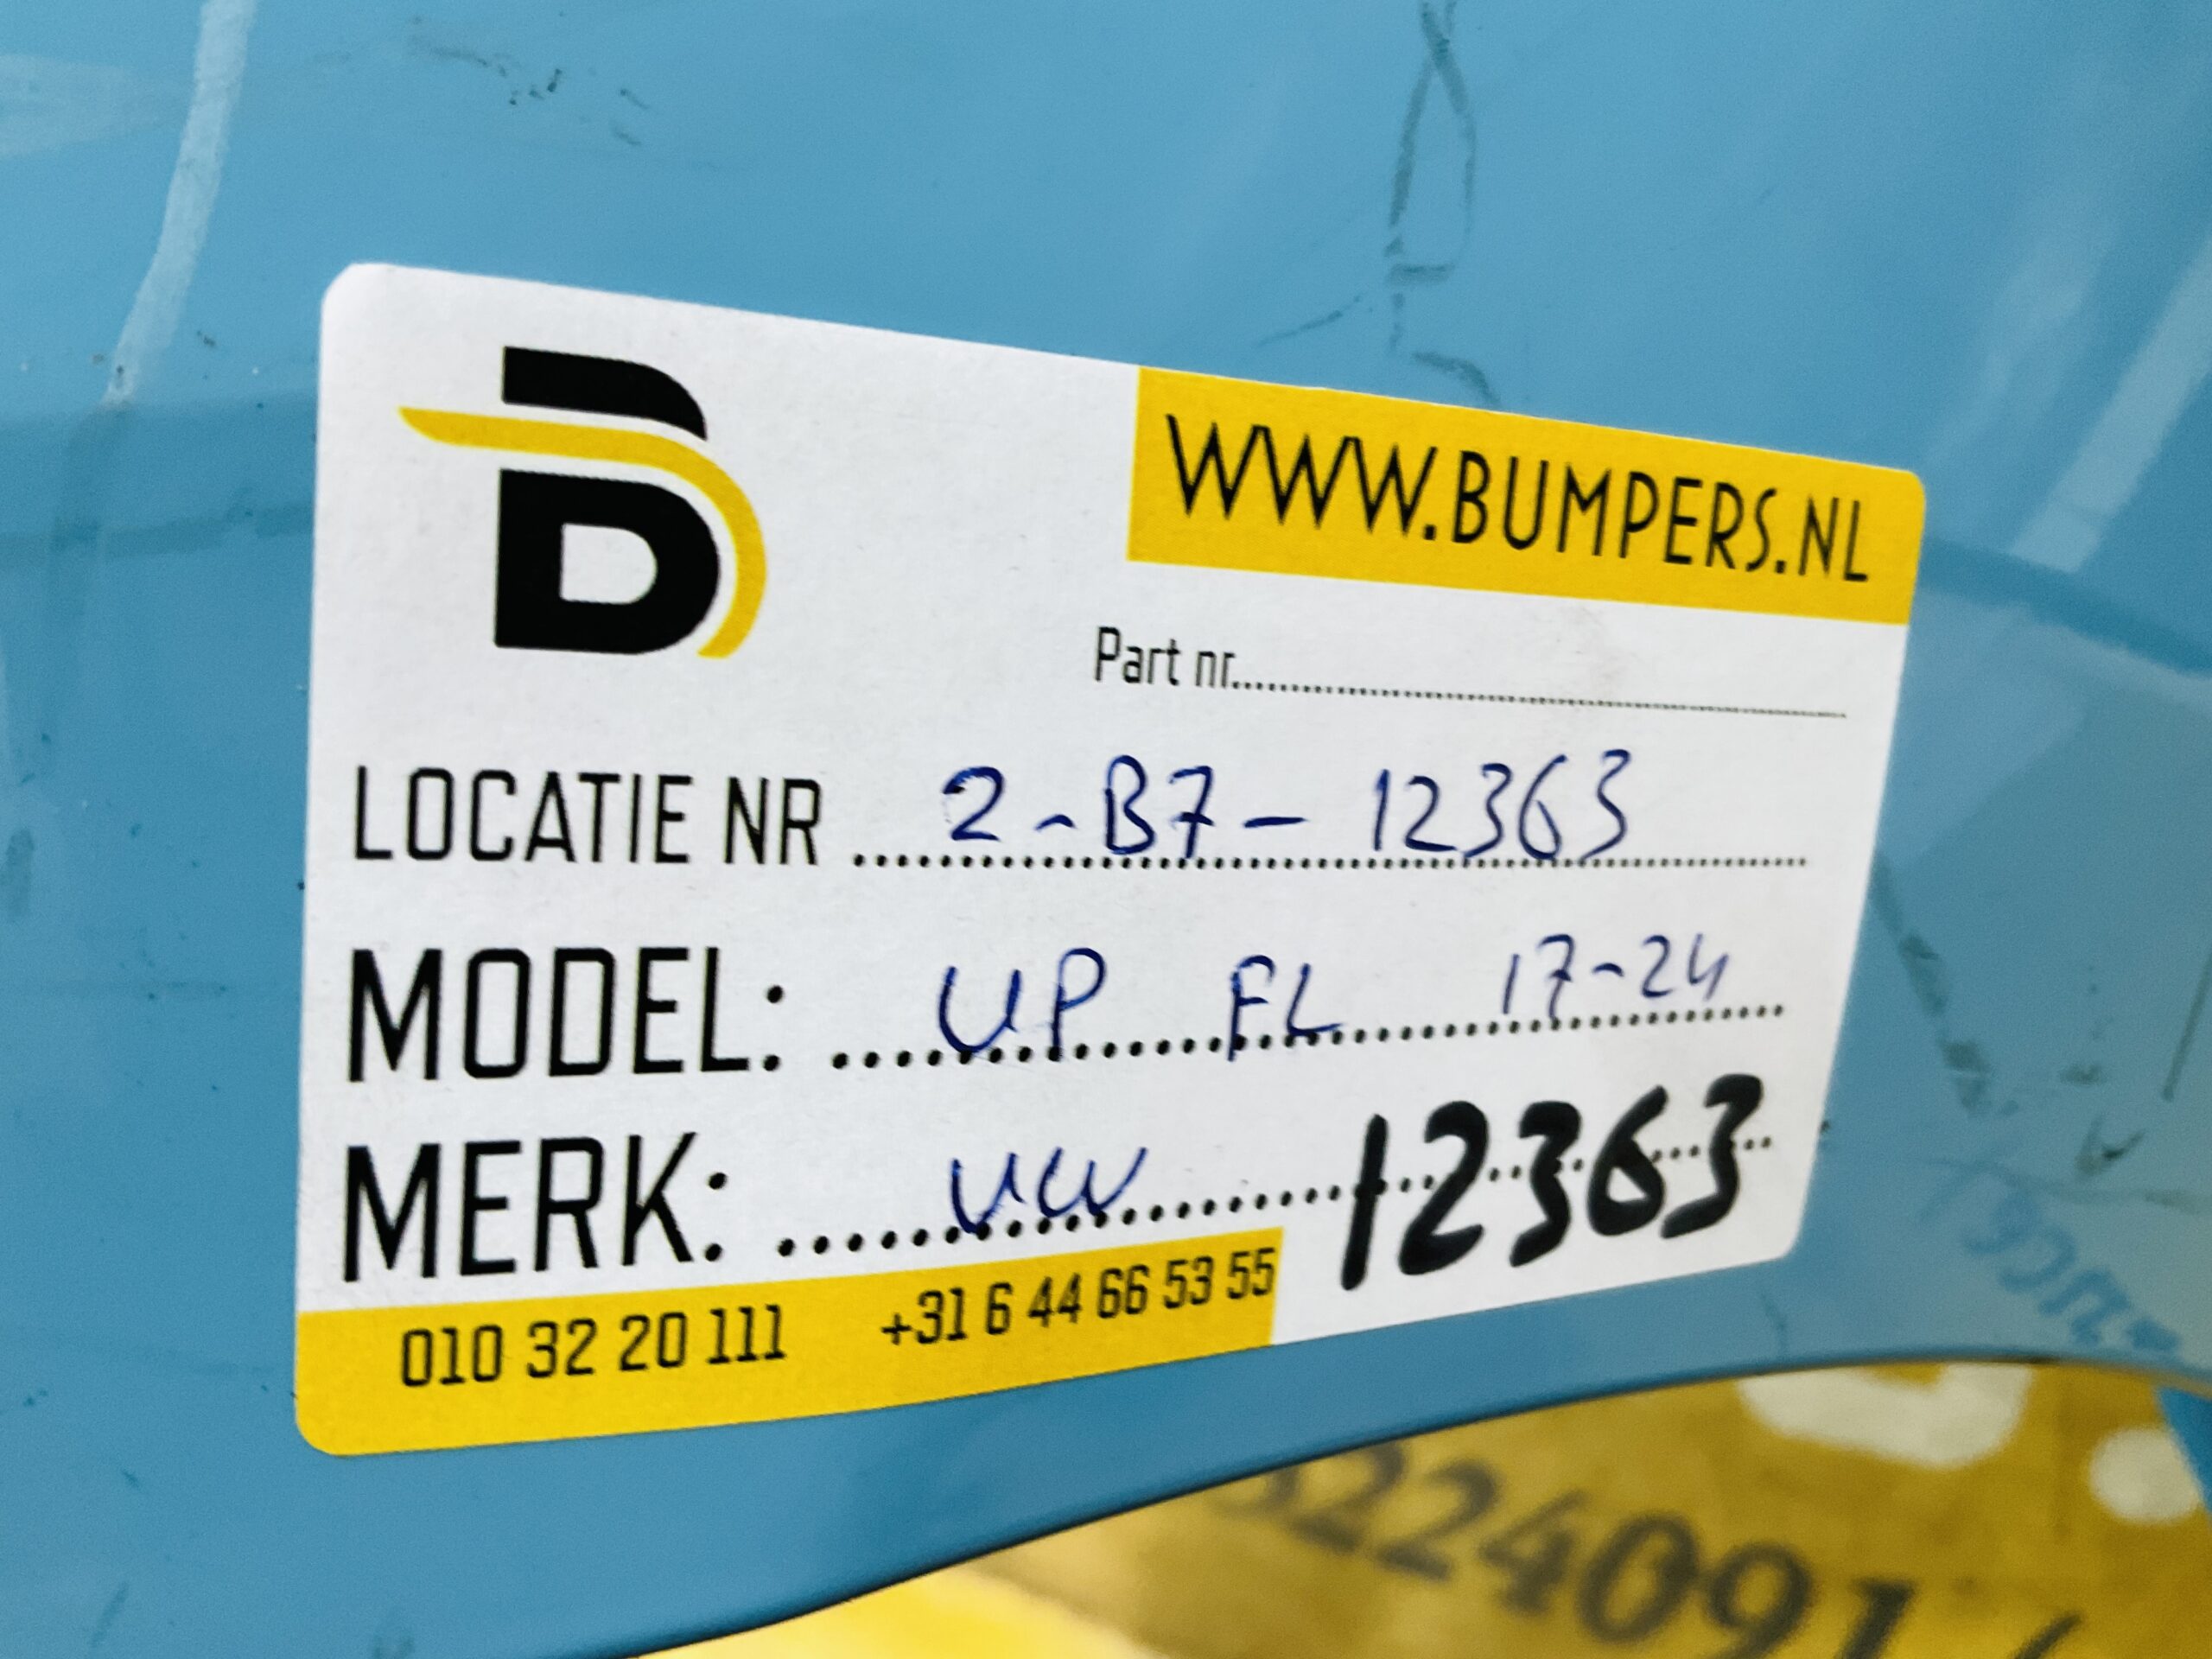 WWW.BUMPERS.NL
Part nr..........
LOCATIE NR .......... 2-B7-12363
MODEL: .......... UP FL 17-24
MERK: .......... VW 12363
010 32 20 111 +31 6 44 66 53 55
224091